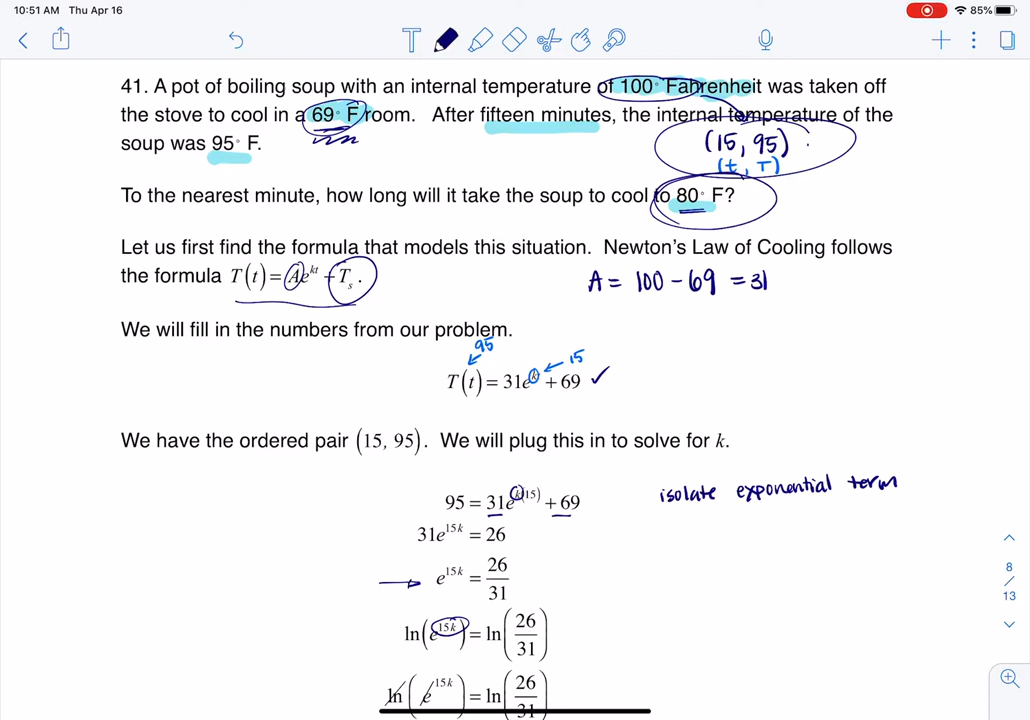 10:51 AM Thu Apr 16
85%
41. A pot of boiling soup with an internal temperature of 100° Fahrenheit was taken off
the stove to cool in a 69° F room. After fifteen minutes, the internal temperature of the
soup was 95° F.
(15, 95)
(t, T)
To the nearest minute, how long will it take the soup to cool to 80° F?
Let us first find the formula that models this situation. Newton's Law of Cooling follows
the formula T(t) = Ae^{kt} + T_s.
A = 100 - 69 = 31
We will fill in the numbers from our problem.
95
15
T(t) = 31e^{kt} + 69 ✓
We have the ordered pair (15, 95). We will plug this in to solve for k.
95 = 31e^{k(15)} + 69
isolate exponential term
31e^{15k} = 26
e^{15k} = 26/31
ln(e^{15k}) = ln(26/31)
ln(e^{15k}) = ln(26/31)
8
/
13